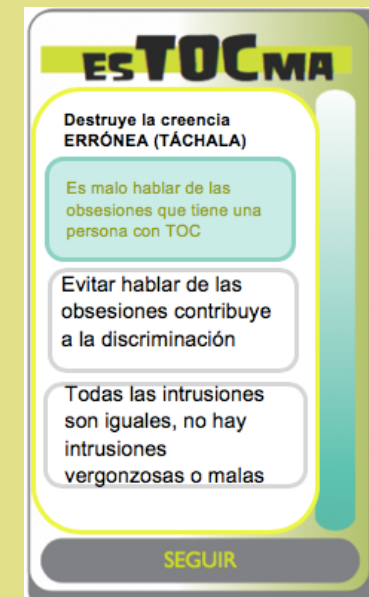 esTOCma
Destruye la creencia
ERRÓNEA (TÁCHALA)
Es malo hablar de las
obsesiones que tiene una
persona con TOC
Evitar hablar de las
obsesiones contribuye
a la discriminación
Todas las intrusiones
son iguales, no hay
intrusiones
vergonzosas o malas
SEGUIR